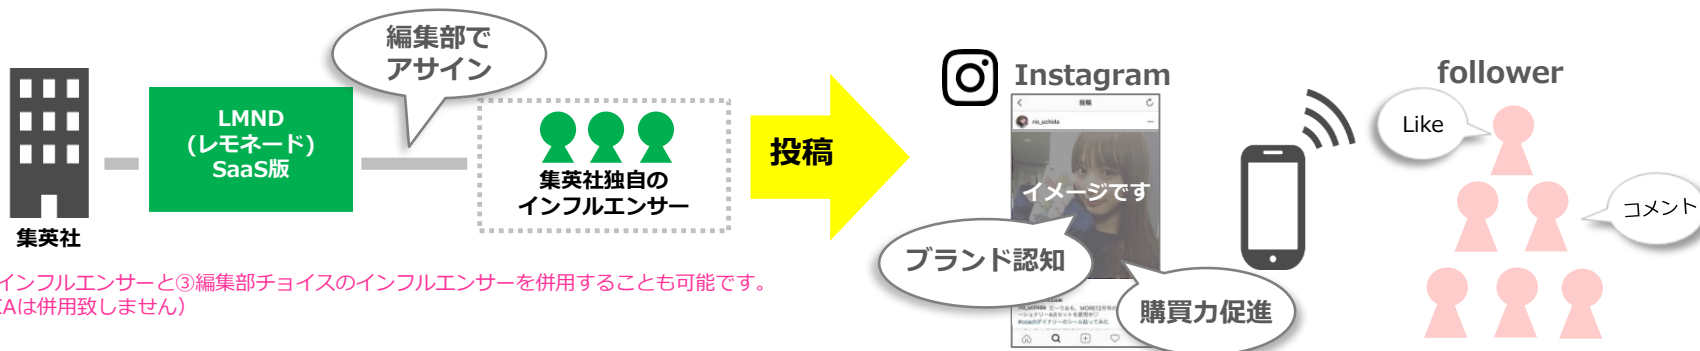 編集部で
アサイン
LMND
(レモネード)
SaaS版
集英社独自の
インフルエンサー
集英社
インフルエンサーと③編集部チョイスのインフルエンサーを併用することも可能です。
は併用致しません）
投稿
Instagram
投稿
rio_uchida
イメージです
ブランド認知
購買力促進
follower
Like
コメント